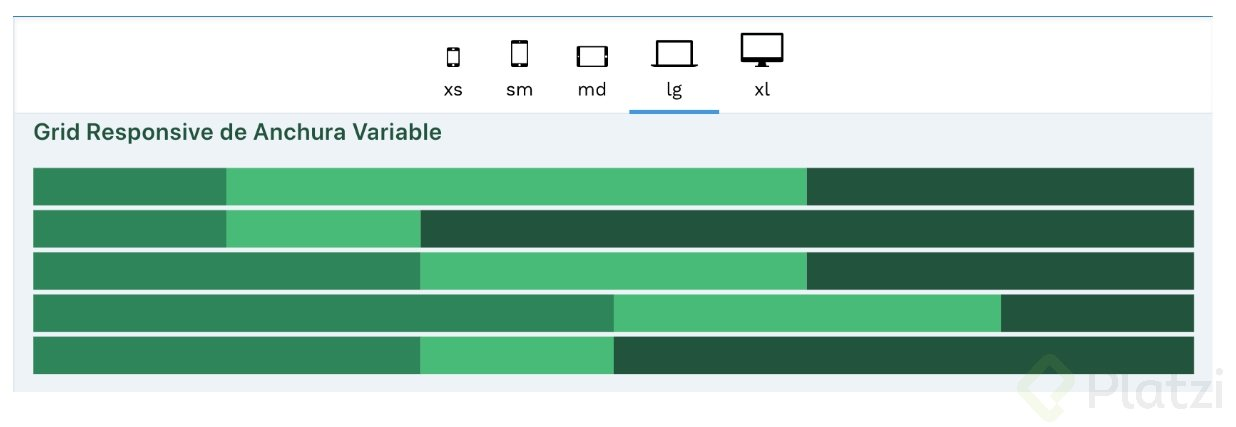 xs sm md lg xl
Grid Responsive de Anchura Variable
Platzi